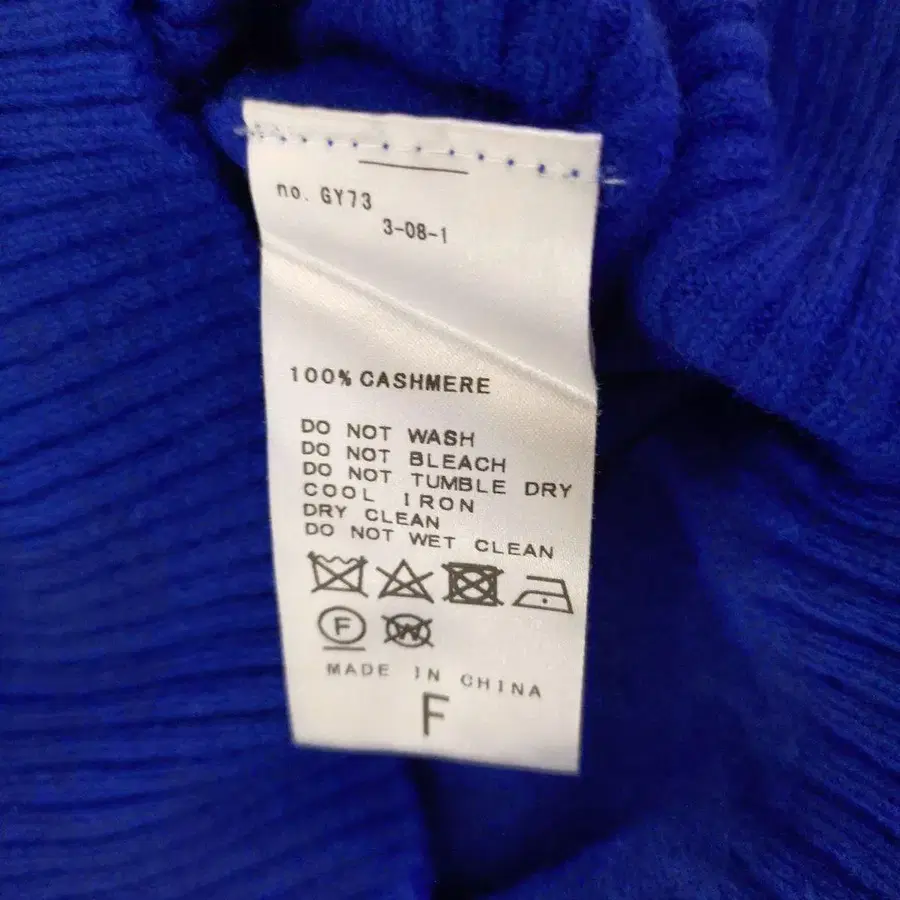 no. GY73
3-08-1
100% CASHMERE
DO NOT WASH
DO NOT BLEACH
DO NOT TUMBLE DRY
COOL IRON
DRY CLEAN
DO NOT WET CLEAN
F W
MADE IN CHINA
F